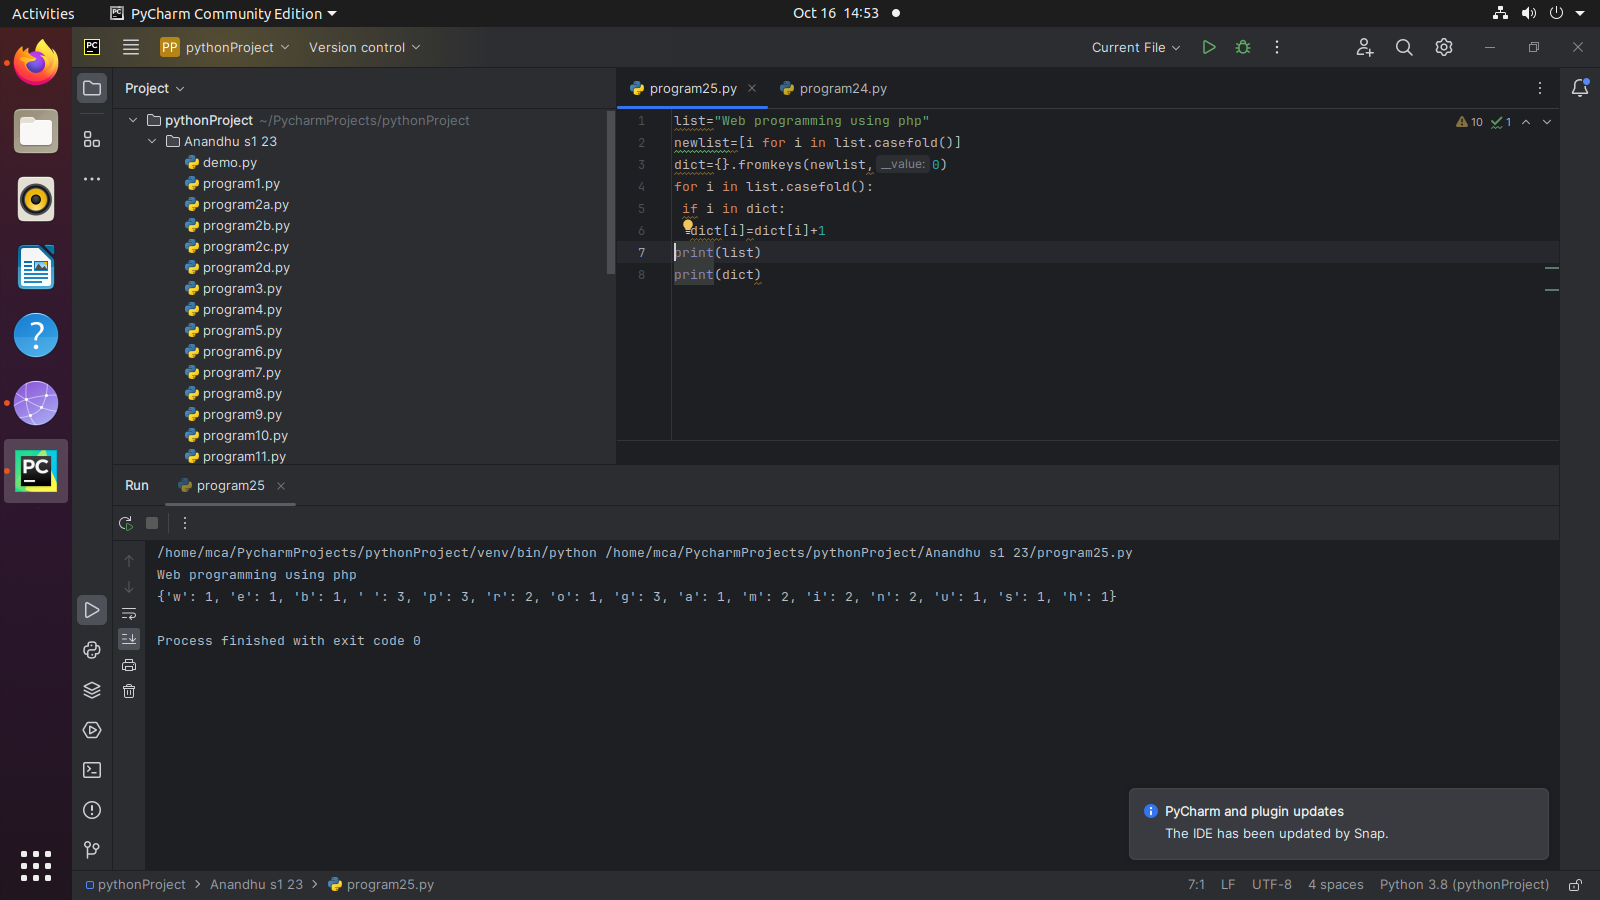 Activities PyCharm Community Edition Oct 16 14:53
PC PP pythonProject Version control Current File
Project program25.py program24.py
pythonProject ~/PycharmProjects/pythonProject
Anandhu s1 23
demo.py
program1.py
program2a.py
program2b.py
program2c.py
program2d.py
program3.py
program4.py
program5.py
program6.py
program7.py
program8.py
program9.py
program10.py
program11.py
1 list="Web programming using php"
2 newlist=[i for i in list.casefold()]
3 dict={}.fromkeys(newlist, __value: 0)
4 for i in list.casefold():
5 if i in dict:
6 dict[i]=dict[i]+1
7 print(list)
8 print(dict)
10 1
?
PC
Run program25
/home/mca/PycharmProjects/pythonProject/venv/bin/python /home/mca/PycharmProjects/pythonProject/Anandhu s1 23/program25.py
Web programming using php
{'w': 1, 'e': 1, 'b': 1, ' ': 3, 'p': 3, 'r': 2, 'o': 1, 'g': 3, 'a': 1, 'm': 2, 'i': 2, 'n': 2, 'u': 1, 's': 1, 'h': 1}
Process finished with exit code 0
PyCharm and plugin updates
The IDE has been updated by Snap.
pythonProject Anandhu s1 23 program25.py 7:1 LF UTF-8 4 spaces Python 3.8 (pythonProject)